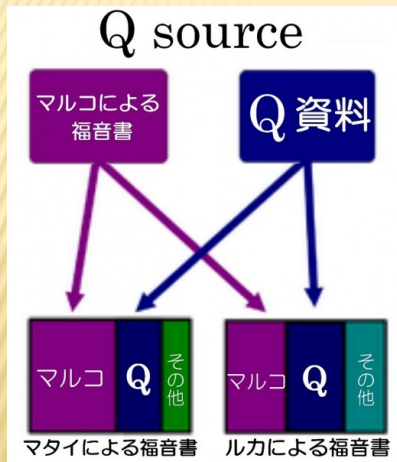 Q source
マルコによる
福音書
Q 資料
マルコ
Q
その他
マルコ
Q
その他
マタイによる福音書
ルカによる福音書